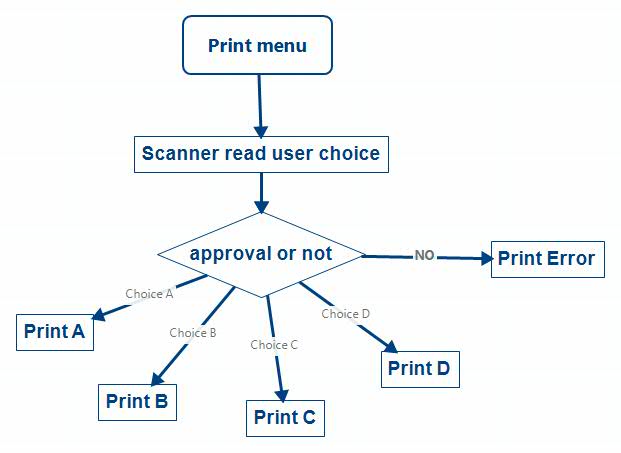 Print menu
Scanner read user choice
approval or not
NO
Print Error
Choice A
Choice B
Choice C
Choice D
Print A
Print B
Print C
Print D